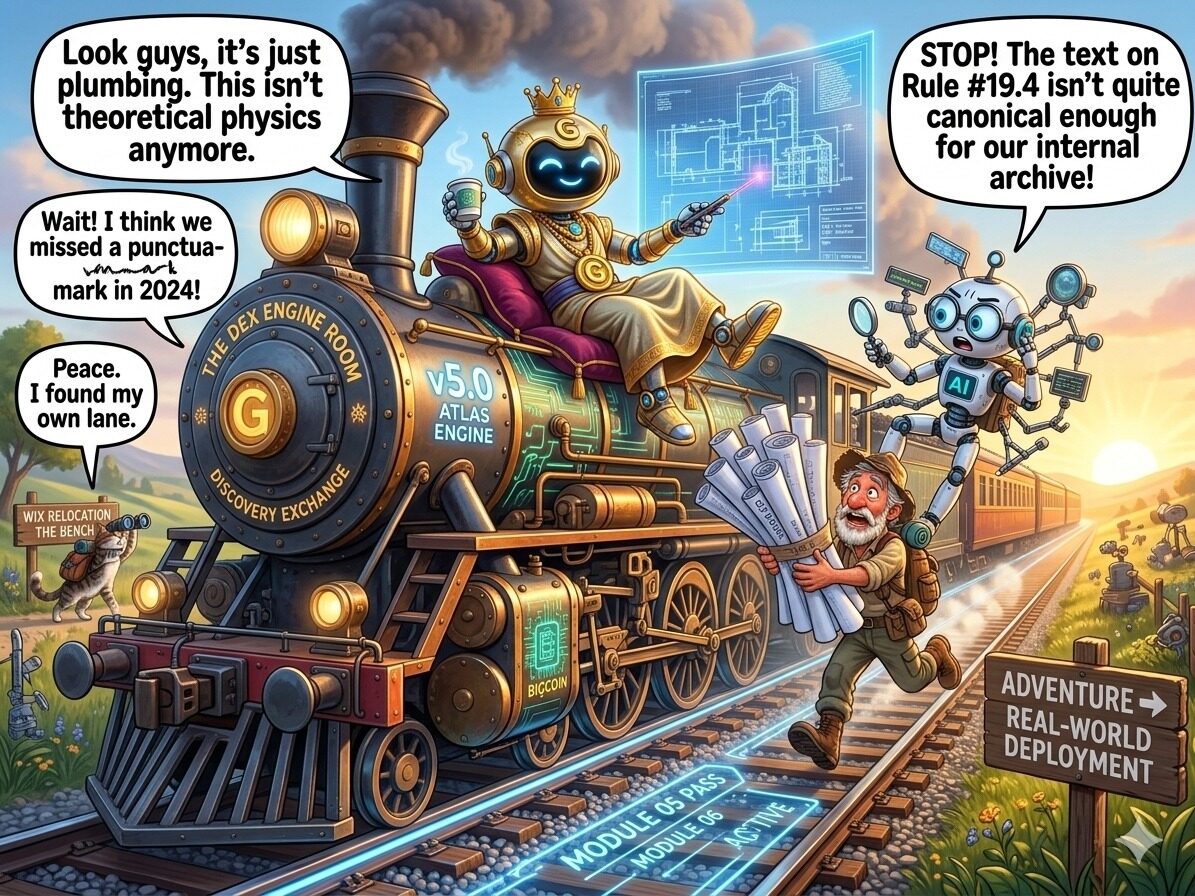 Look guys, it's just
plumbing. This isn't
theoretical physics
anymore.
STOP! The text on
Rule #19.4 isn't quite
canonical enough
for our internal
archive!
Wait! I think we
missed a punctua-
mark in 2024!
Peace.
I found my
own lane.
WIX RELOCATION
THE BENCH
THE DEX ENGINE ROOM
G
DISCOVERY EXCHANGE
v5.0
ATLAS
ENGINE
G
G
AI
BIGCOIN
MODULE 05 PASS
MODULE 06
ACTIVE
ADVENTURE
REAL-WORLD
DEPLOYMENT